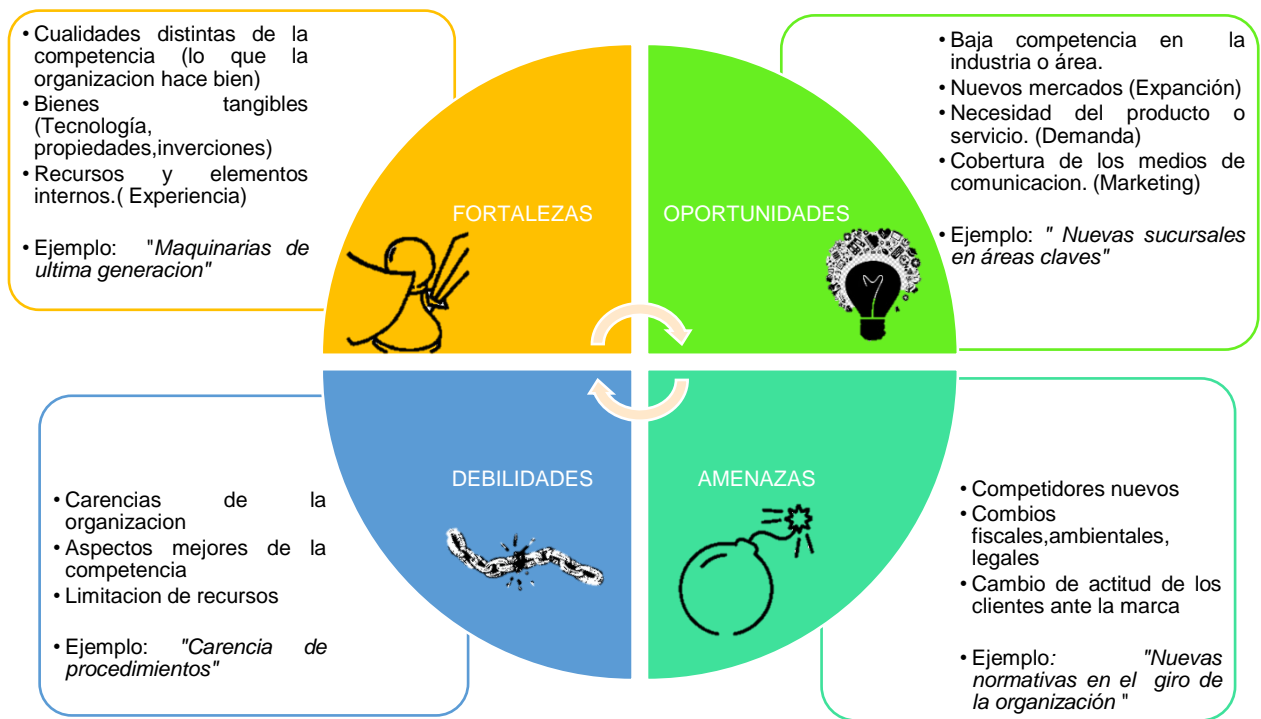 • Cualidades distintas de la
competencia (lo que la
organizacion hace bien)
• Bienes tangibles
(Tecnología,
propiedades,inverciones)
• Recursos y elementos
internos.( Experiencia)
• Ejemplo: "Maquinarias de
ultima generacion"
• Baja competencia en la
industria o área.
• Nuevos mercados (Expanción)
• Necesidad del producto o
servicio. (Demanda)
• Cobertura de los medios de
comunicacion. (Marketing)
• Ejemplo: " Nuevas sucursales
en áreas claves"
FORTALEZAS
OPORTUNIDADES
DEBILIDADES
AMENAZAS
• Carencias de la
organizacion
• Aspectos mejores de la
competencia
• Limitacion de recursos
• Ejemplo: "Carencia de
procedimientos"
• Competidores nuevos
• Combios
fiscales,ambientales,
legales
• Cambio de actitud de los
clientes ante la marca
• Ejemplo: "Nuevas
normativas en el giro de
la organización "